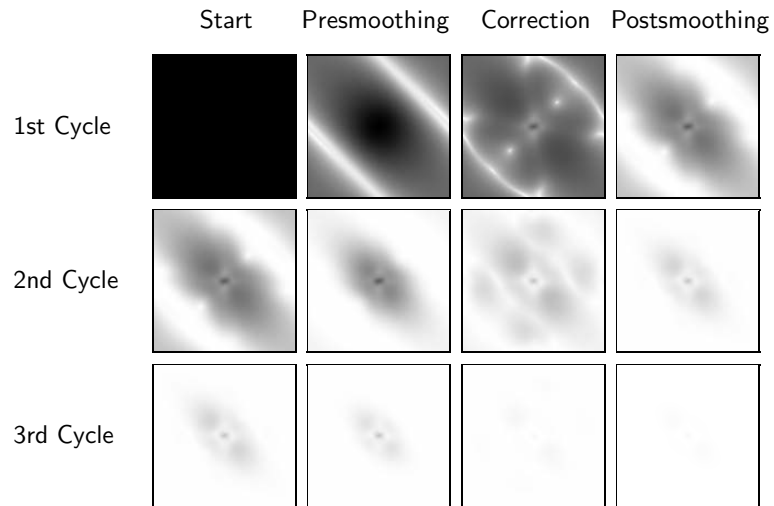 Start Presmoothing Correction Postsmoothing
1st Cycle
2nd Cycle
3rd Cycle